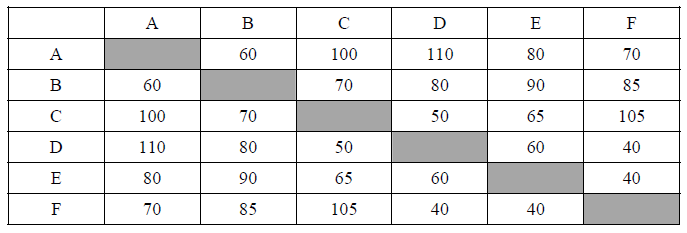 A B C D E F
A 60 100 110 80 70
B 60 70 80 90 85
C 100 70 50 65 105
D 110 80 50 60 40
E 80 90 65 60 40
F 70 85 105 40 40